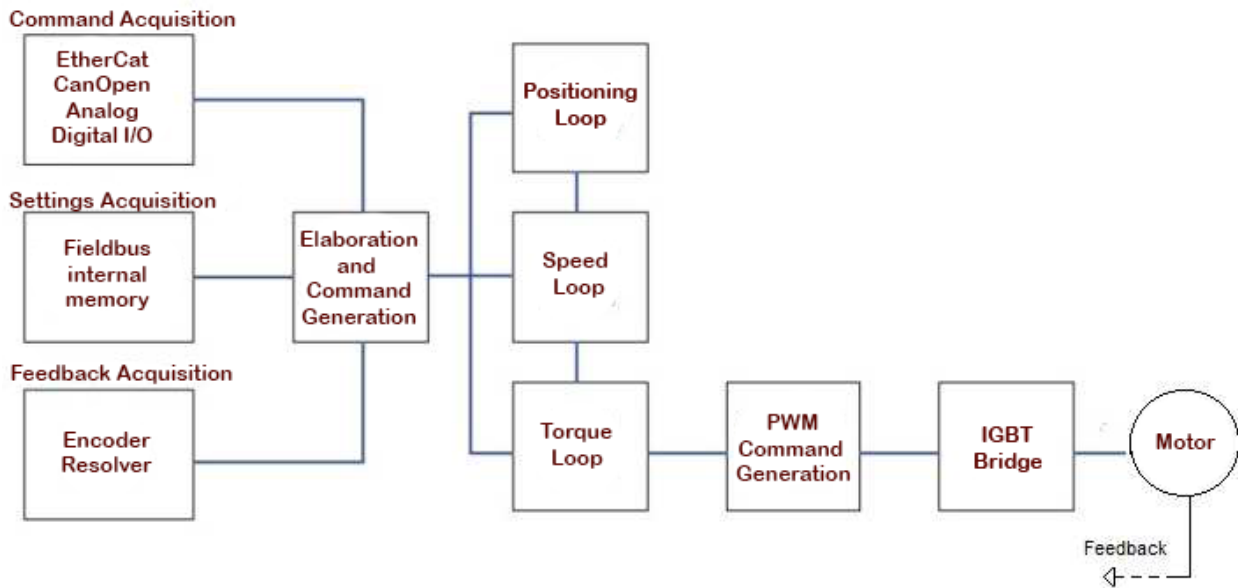 Command Acquisition
EtherCat
CanOpen
Analog
Digital I/O
Settings Acquisition
Fieldbus
internal
memory
Feedback Acquisition
Encoder
Resolver
Elaboration
and
Command
Generation
Positioning
Loop
Speed
Loop
Torque
Loop
PWM
Command
Generation
IGBT
Bridge
Motor
Feedback